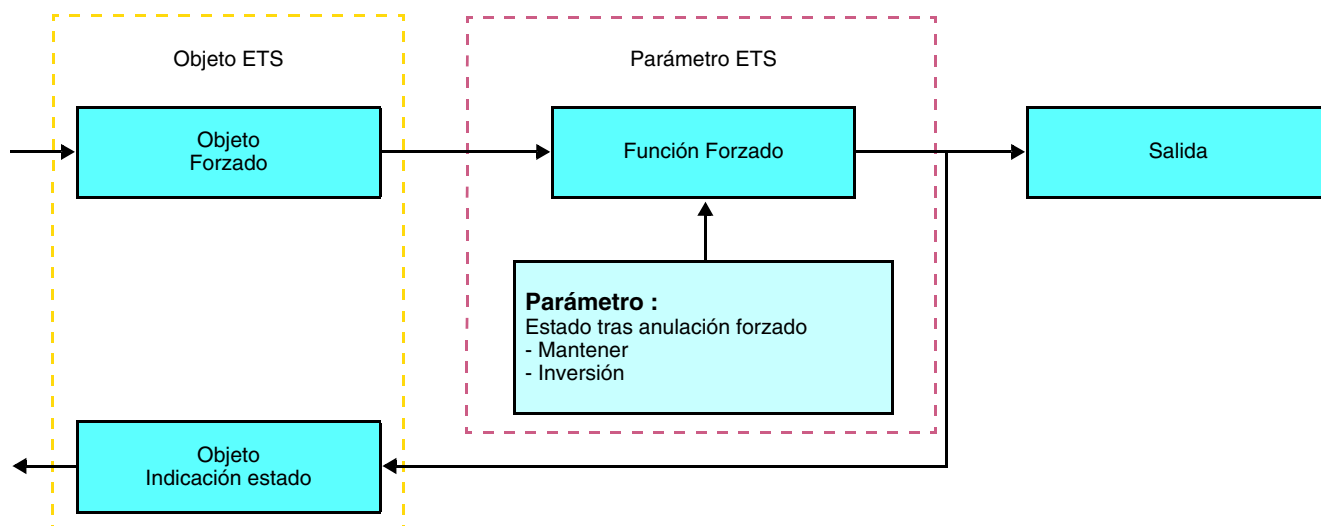 Objeto ETS
Parámetro ETS
Objeto
Forzado
Función Forzado
Salida
Parámetro :
Estado tras anulación forzado
- Mantener
- Inversión
Objeto
Indicación estado